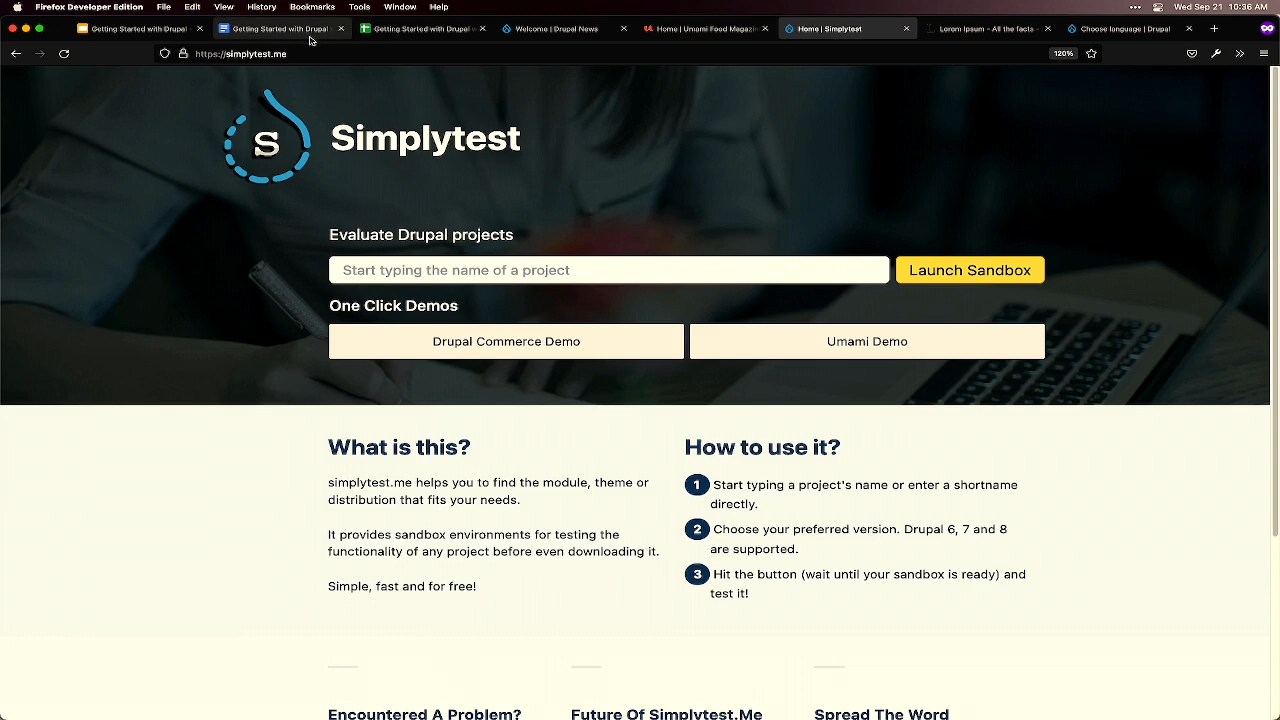 Firefox Developer Edition File Edit View History Bookmarks Tools Window Help Wed Sep 21 10:36 AM
Getting Started with Drupal - Getting Started with Drupal Getting Started with Drupal w Welcome | Drupal News Home | Umami Food Magazin Home | Simplytest Lorem Ipsum - All the facts - Choose language | Drupal
https://simplytest.me 120%
S
Simplytest
Evaluate Drupal projects
Start typing the name of a project
Launch Sandbox
One Click Demos
Drupal Commerce Demo
Umami Demo
What is this?
simplytest.me helps you to find the module, theme or
distribution that fits your needs.
It provides sandbox environments for testing the
functionality of any project before even downloading it.
Simple, fast and for free!
How to use it?
1 Start typing a project's name or enter a shortname
directly.
2 Choose your preferred version. Drupal 6, 7 and 8
are supported.
3 Hit the button (wait until your sandbox is ready) and
test it!
Encountered A Problem?
Future Of Simplytest.Me
Spread The Word